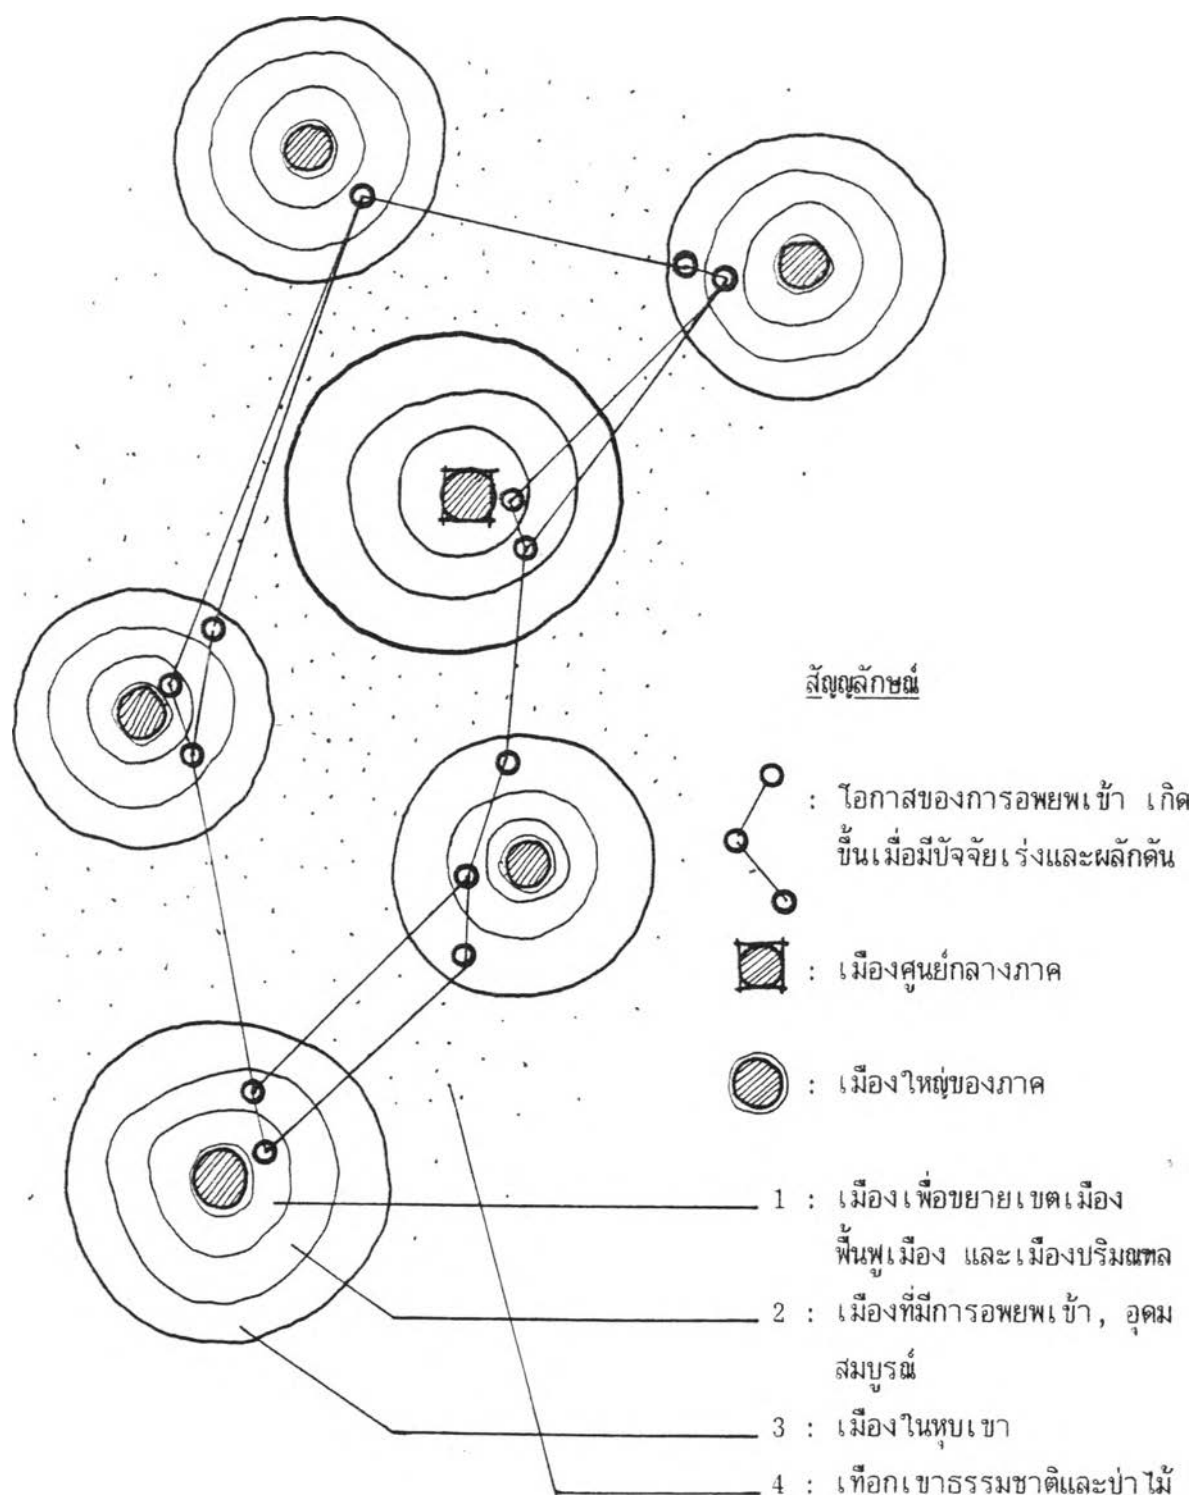 สัญญลักษณ์
: โอกาสของการอพยพเข้า เกิด
ขึ้นเมื่อมีปัจจัยเร่งและผลักดัน
: เมืองศูนย์กลางภาค
: เมืองใหญ่ของภาค
1 : เมืองเพื่อขยายเขตเมือง
ฟื้นฟูเมือง และเมืองปริมณฑล
2 : เมืองที่มีการอพยพเข้า, อุดม
สมบูรณ์
3 : เมืองในหุบเขา
4 : เทือกเขาธรรมชาติและป่าไม้